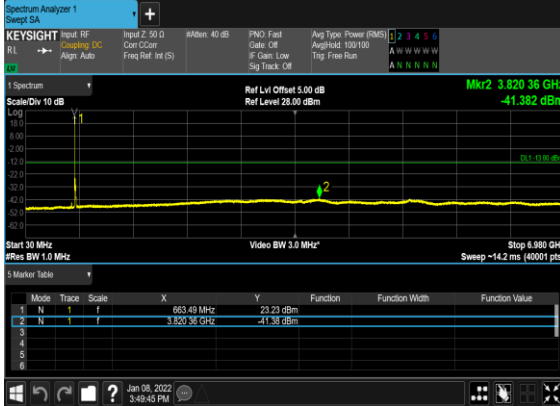 Spectrum Analyzer 1
Swept SA
+
KEYSIGHT
RL
Input: RF
Coupling: DC
Align: Auto
Input Z: 50 Ω
Corr CCorr
Freq Ref: Int (S)
#Atten: 40 dB
PNO: Fast
Gate: Off
IF Gain: Low
Sig Track: Off
Avg Type: Power (RMS)
Avg|Hold: 100/100
Trig: Free Run
1 2 3 4 5 6
A W W W W W
A N N N N N
1 Spectrum
Scale/Div 10 dB
Ref Lvl Offset 5.00 dB
Ref Level 28.00 dBm
Mkr2 3.820 36 GHz
-41.382 dBm
Log
18.0
8.00
-2.00
-12.0
-22.0
-32.0
-42.0
-52.0
-62.0
1
2
DL1 -13.00 dBm
Start 30 MHz
#Res BW 1.0 MHz
Video BW 3.0 MHz*
Stop 6.980 GHz
Sweep ~14.2 ms (40001 pts)
5 Marker Table
Mode Trace Scale X Y Function Function Width Function Value
1 N 1 f 663.49 MHz 23.23 dBm
2 N 1 f 3.820 36 GHz -41.38 dBm
3
4
5
6
?
Jan 08, 2022
3:49:45 PM